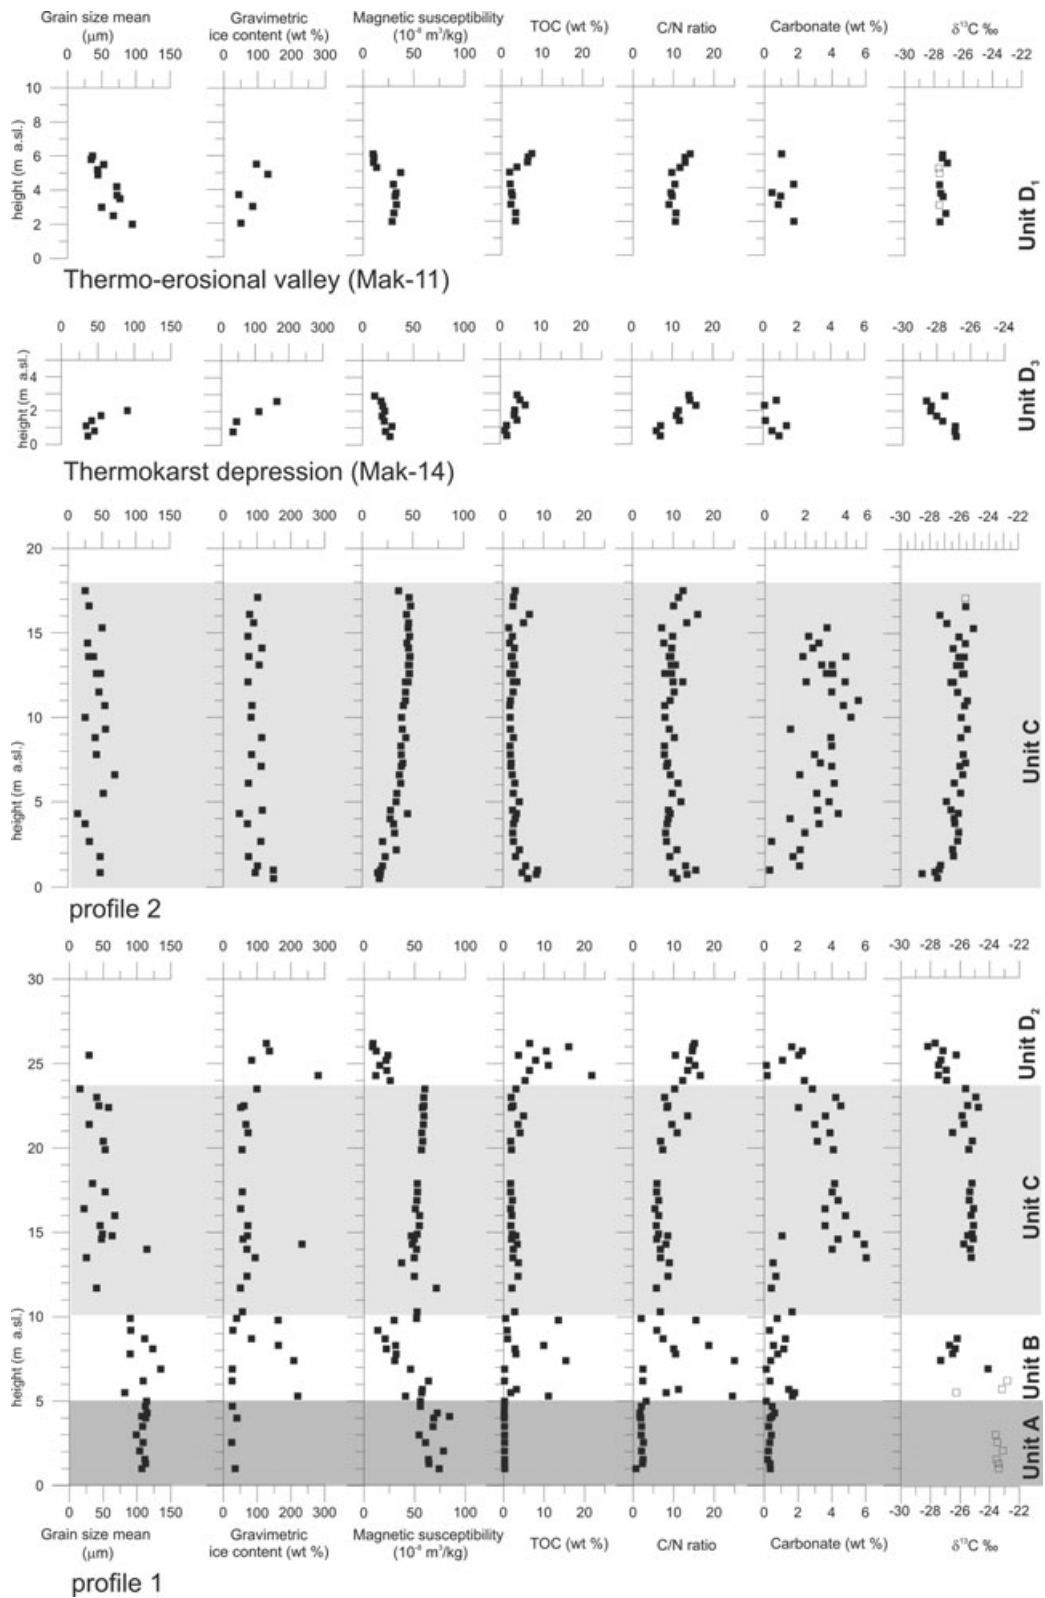 Grain size mean (μm) Gravimetric ice content (wt %) Magnetic susceptibility (10⁻⁸ m³/kg) TOC (wt %) C/N ratio Carbonate (wt %) δ¹³C ‰
0 50 100 150 0 100 200 300 0 50 100 0 10 20 0 10 20 0 2 4 6 -30 -28 -26 -24 -22
10
8
6
4
2
0
height (m a.sl.)
Unit D₁
Thermo-erosional valley (Mak-11)
0 50 100 150 0 100 200 300 0 50 100 0 10 20 0 10 20 0 2 4 6 -30 -28 -26 -24
4
2
0
height (m a.sl.)
Unit D₃
Thermokarst depression (Mak-14)
0 50 100 150 0 100 200 300 0 50 100 0 10 20 0 10 20 0 2 4 6 -30 -28 -26 -24 -22
20
15
10
5
0
height (m a.sl.)
Unit C
profile 2
0 50 100 150 0 100 200 300 0 50 100 0 10 20 0 10 20 0 2 4 6 -30 -28 -26 -24 -22
30
25
20
15
10
5
0
height (m a.sl.)
Unit D₂
Unit C
Unit B
Unit A
0 50 100 150 0 100 200 300 0 50 100 0 10 20 0 10 20 0 2 4 6 -30 -28 -26 -24 -22
Grain size mean (μm) Gravimetric ice content (wt %) Magnetic susceptibility (10⁻⁸ m³/kg) TOC (wt %) C/N ratio Carbonate (wt %) δ¹³C ‰
profile 1